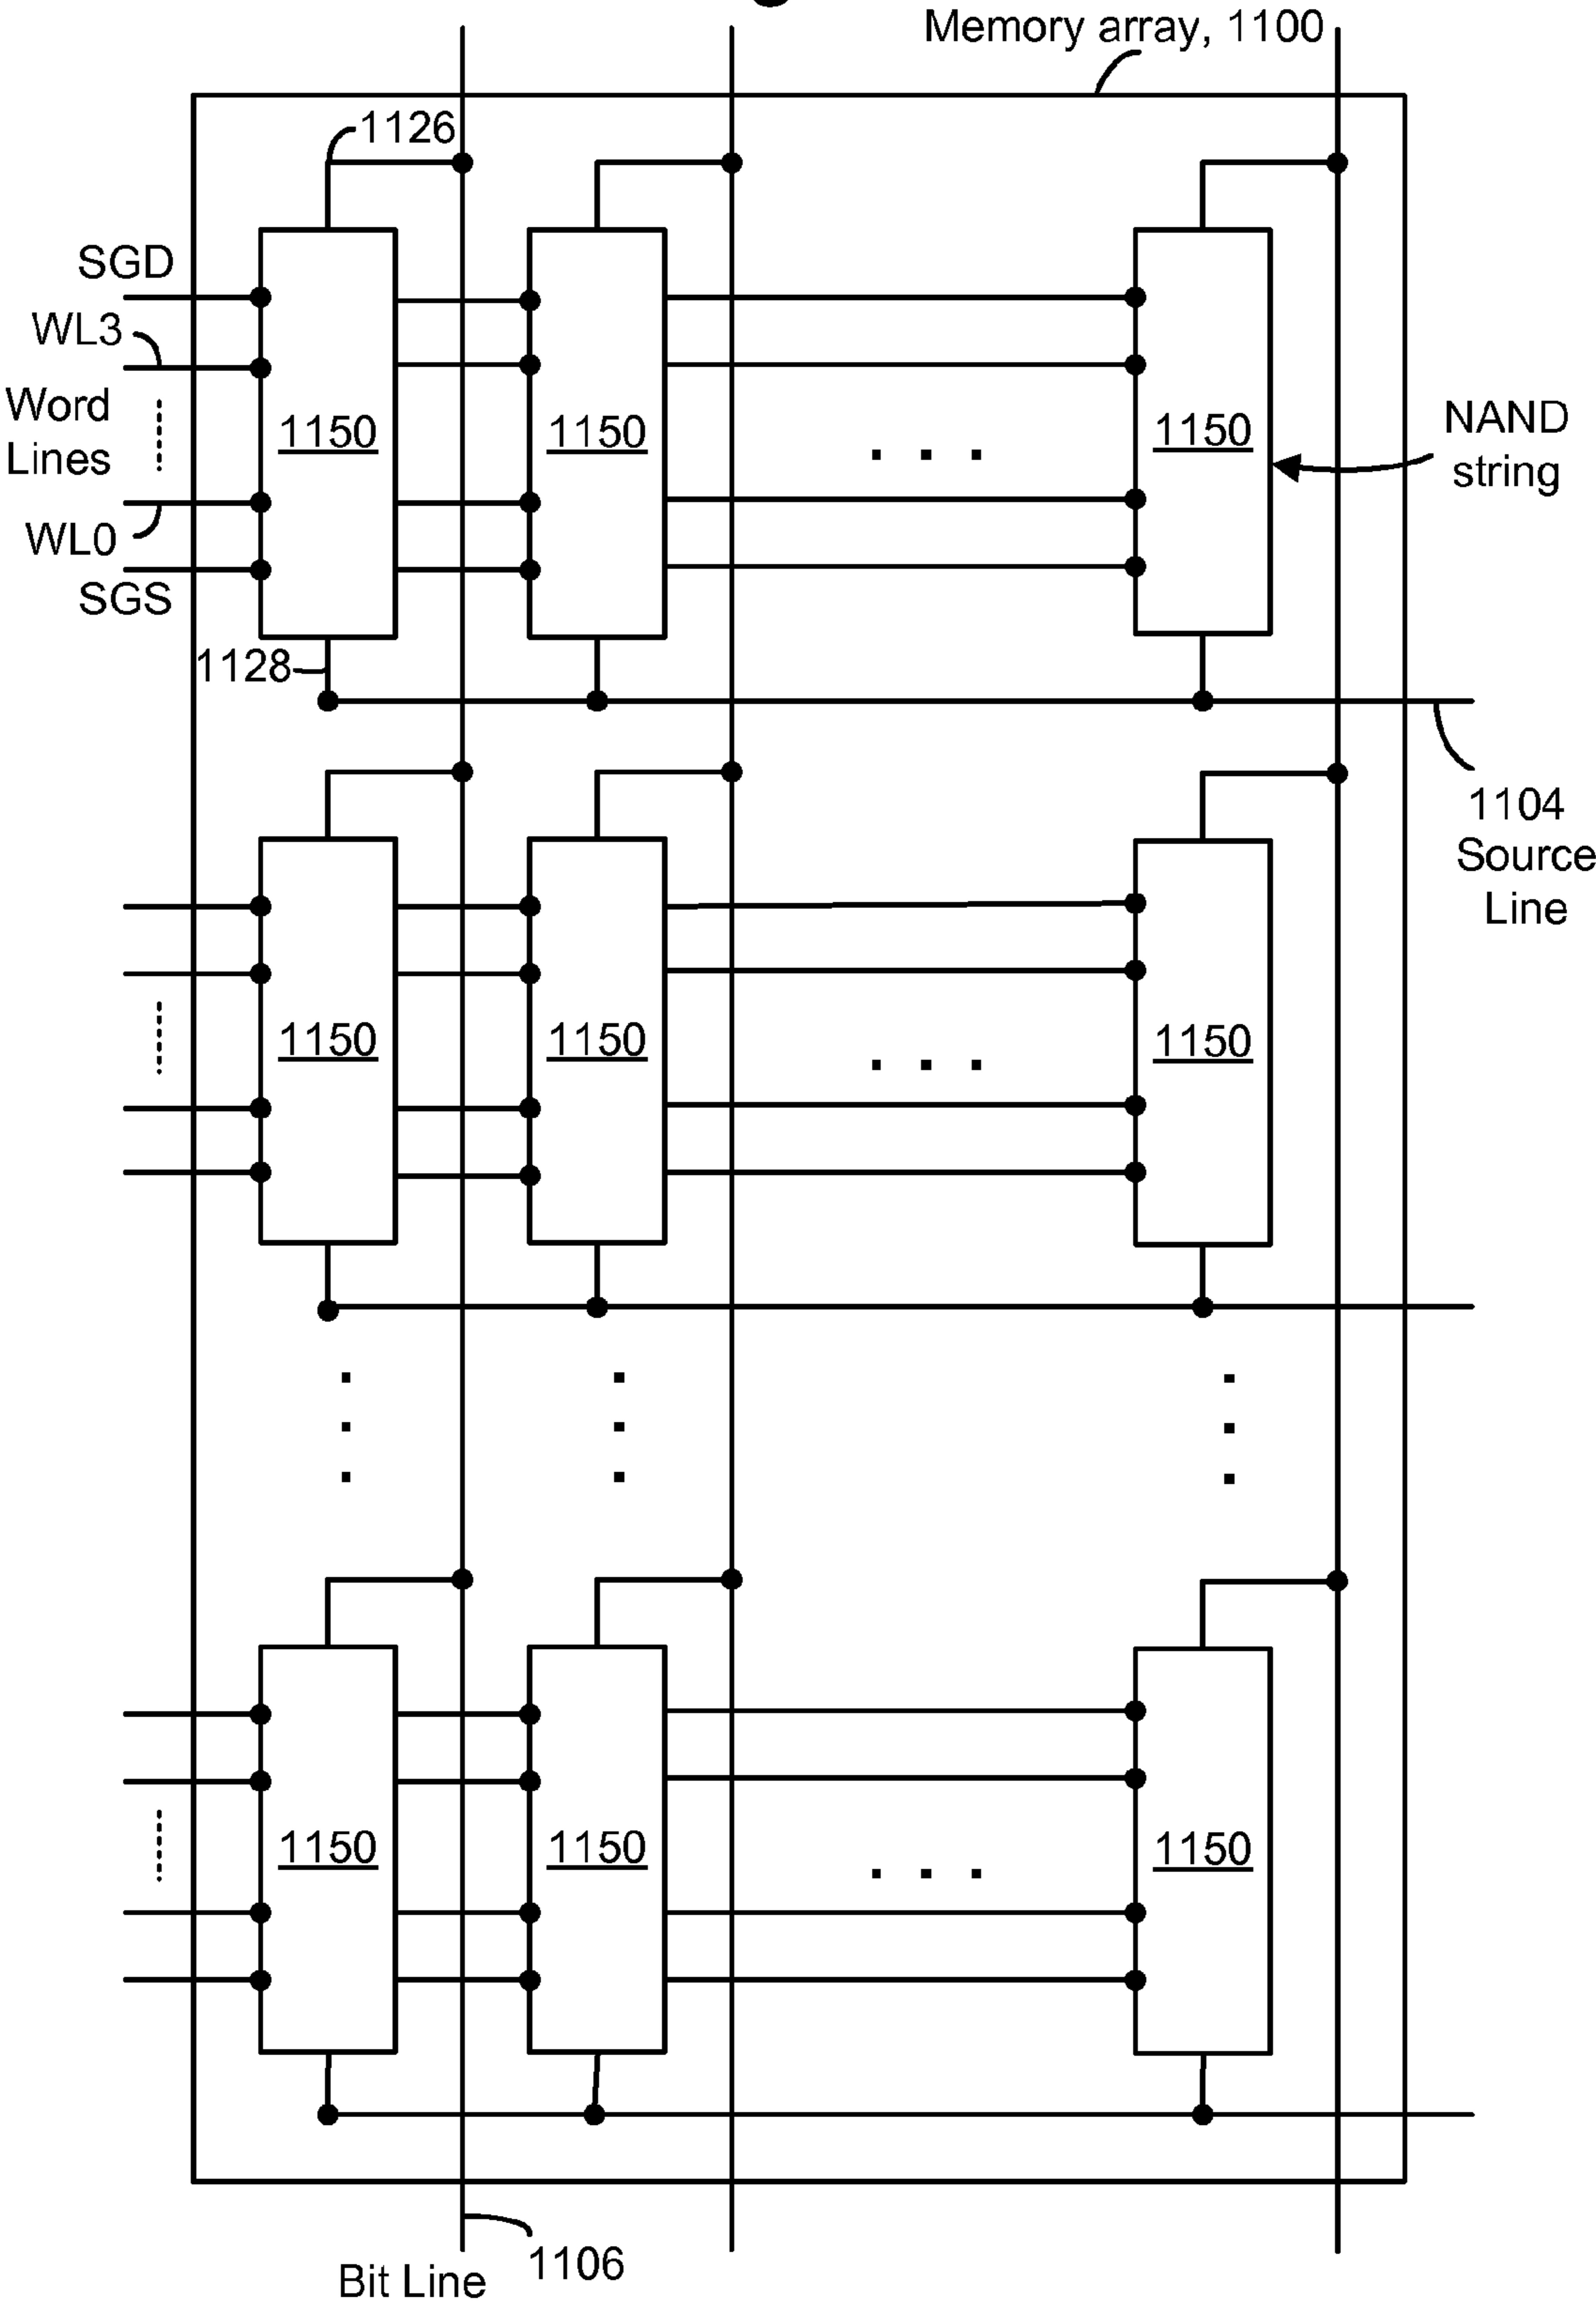 Memory array, 1100
1126
SGD
WL3
Word
Lines
WL0
SGS
1150
1150
1150
NAND
string
1128
1104
Source
Line
1150
1150
1150
1150
1150
1150
1106
Bit Line